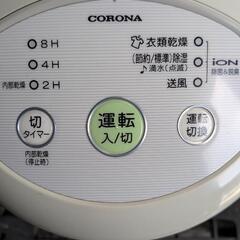 CORONA
8H
4H
内部乾燥 2H
衣類乾燥
(節約/標準)除湿
♪満水(点滅)
送風
iON
除菌&脱臭
切
タイマー
内部乾燥
(停止時)
運転
入/切
運転
切換